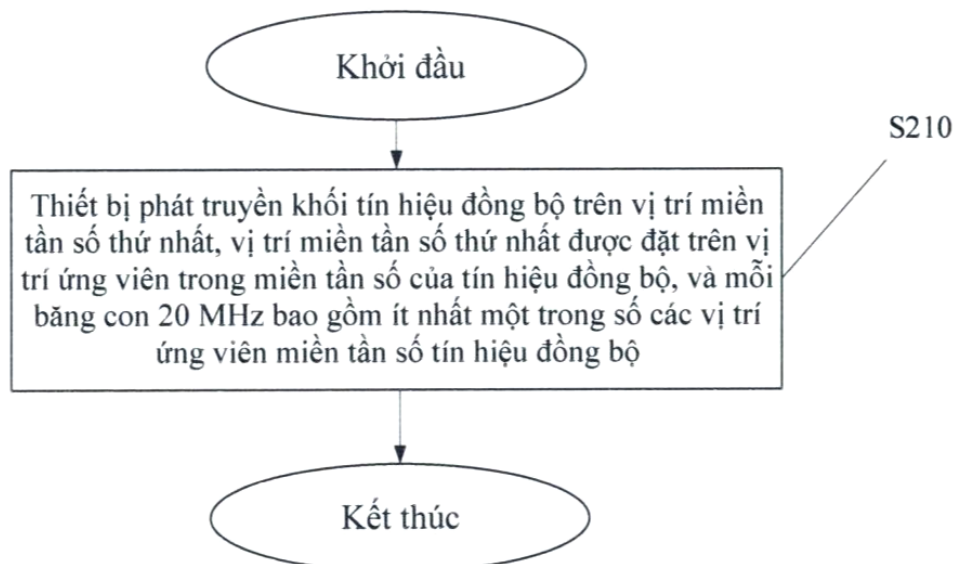 Khởi đầu
S210
Thiết bị phát truyền khối tín hiệu đồng bộ trên vị trí miền
tần số thứ nhất, vị trí miền tần số thứ nhất được đặt trên vị
trí ứng viên trong miền tần số của tín hiệu đồng bộ, và mỗi
băng con 20 MHz bao gồm ít nhất một trong số các vị trí
ứng viên miền tần số tín hiệu đồng bộ
Kết thúc